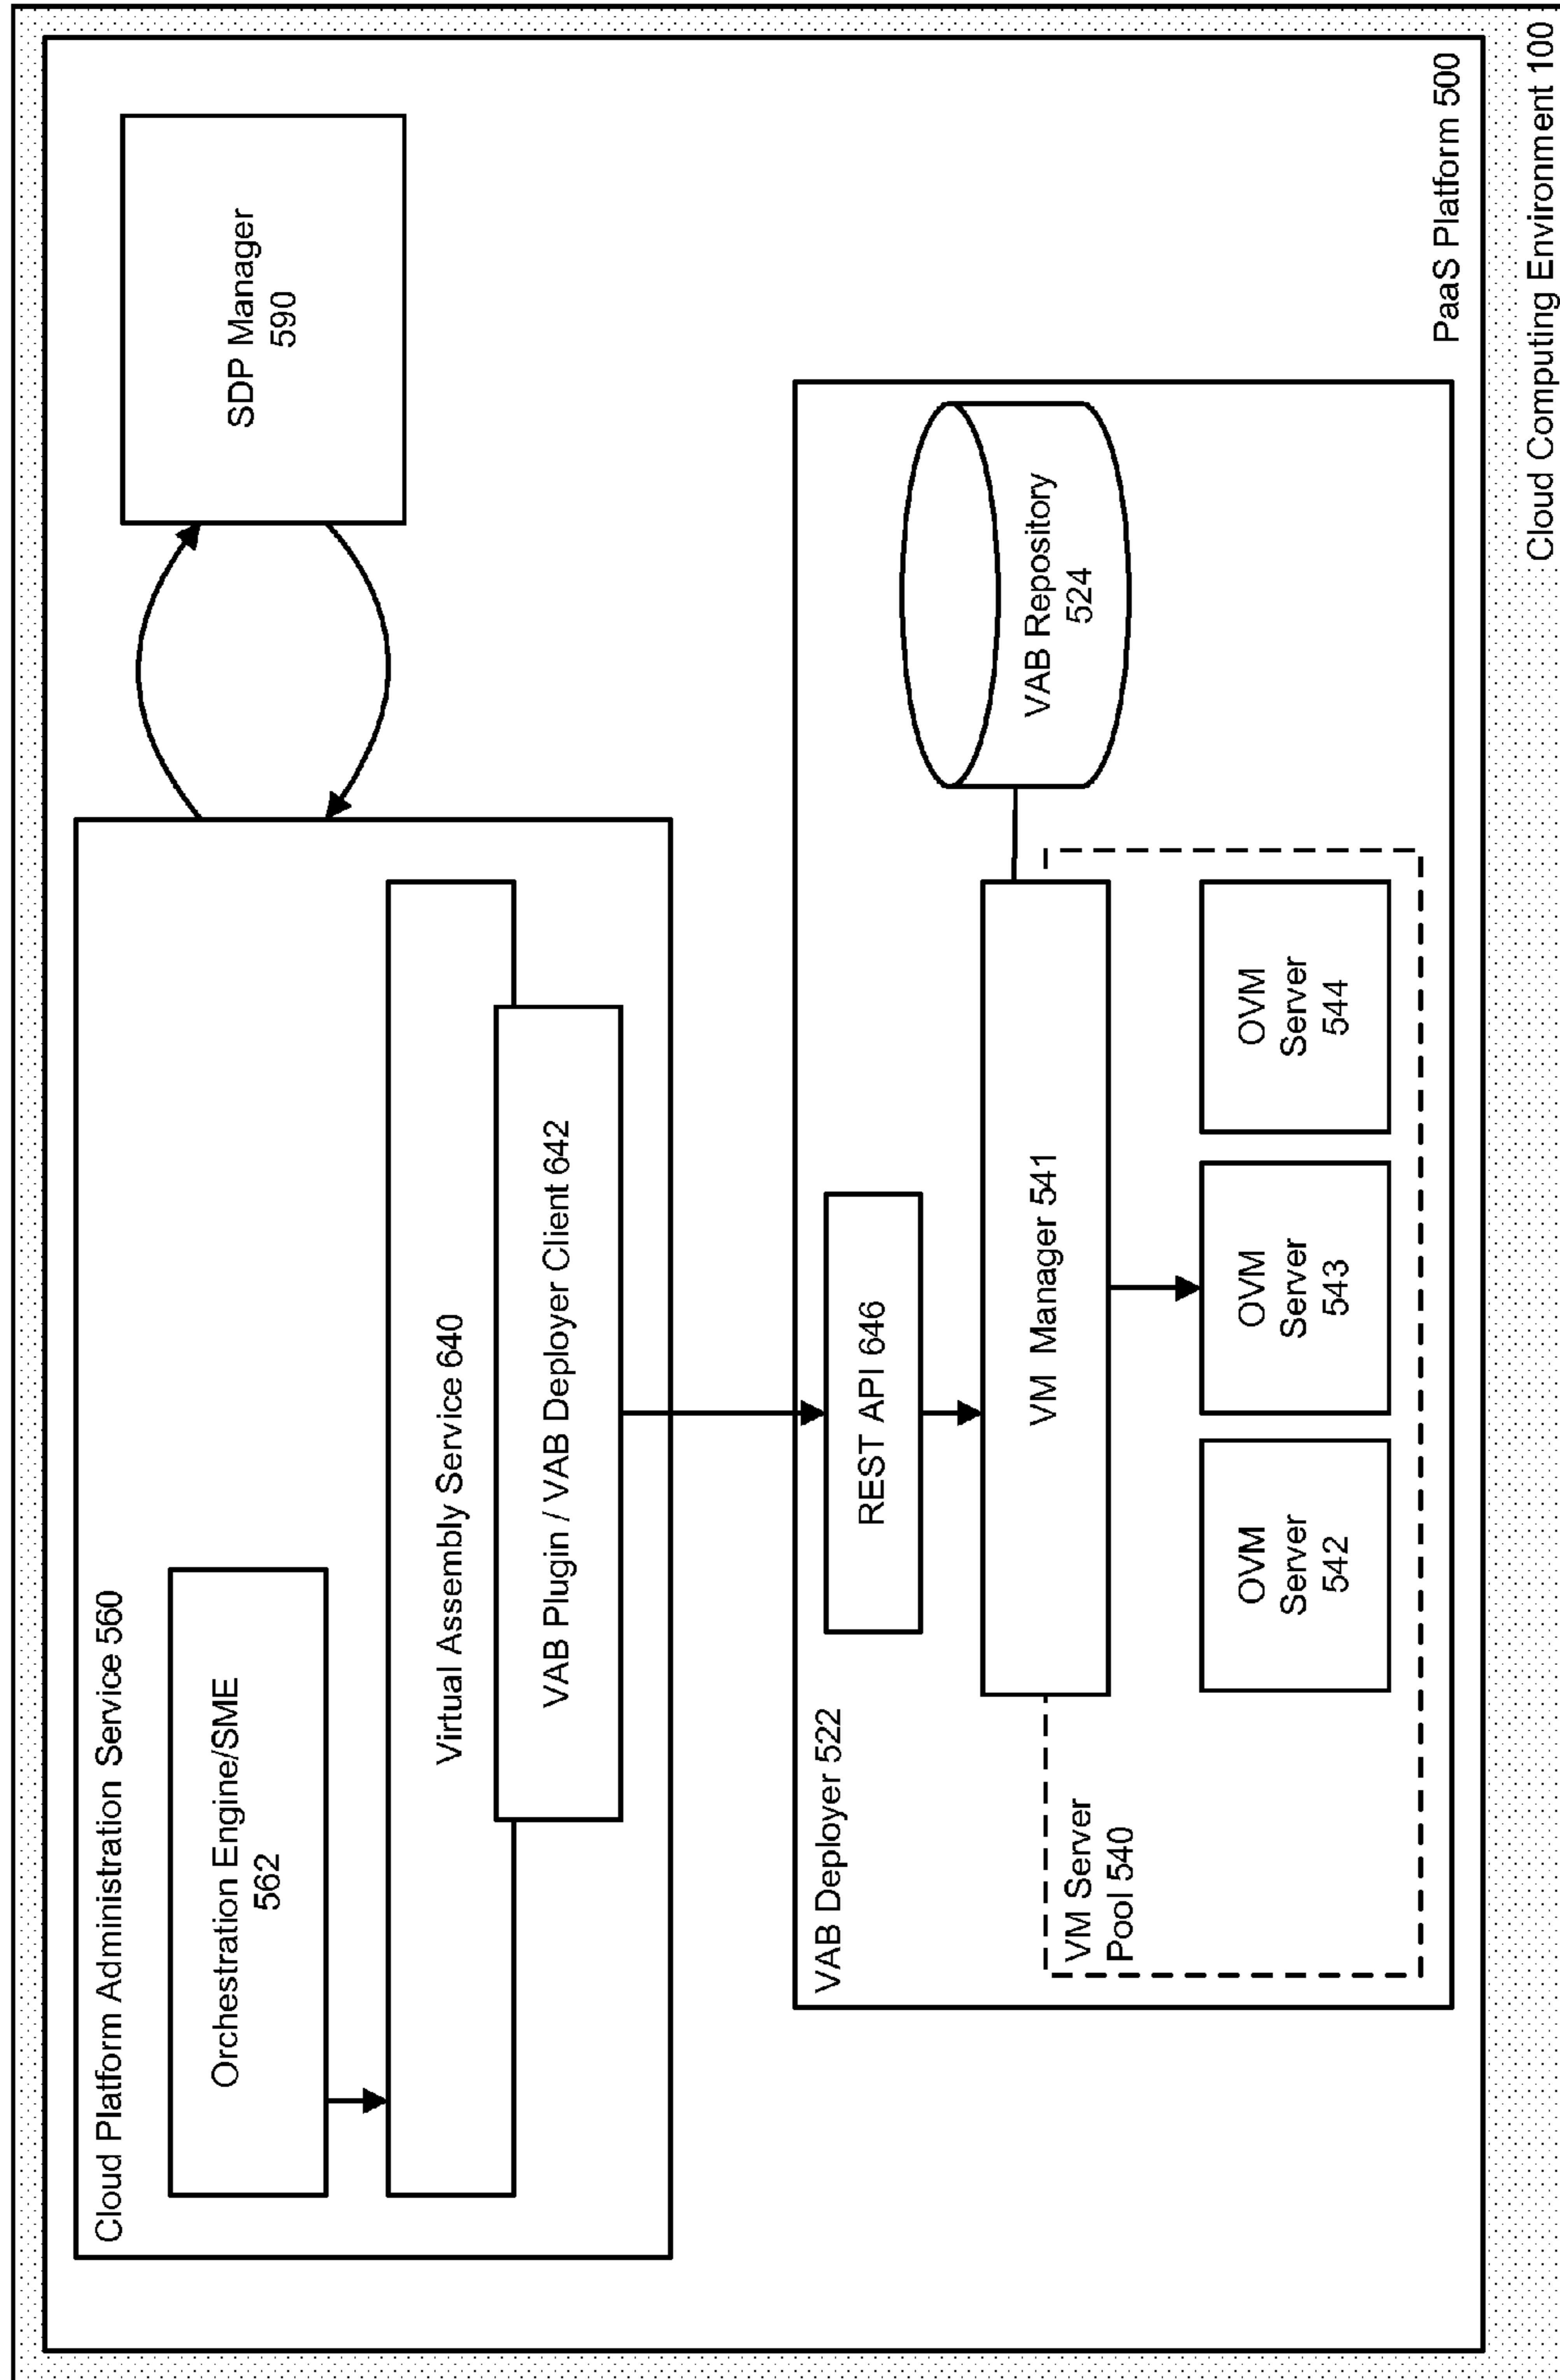 Cloud Platform Administration Service 560
Orchestration Engine/SME
562
Virtual Assembly Service 640
VAB Plugin / VAB Deployer Client 642
SDP Manager
590
VAB Deployer 522
REST API 646
VM Manager 541
VAB Repository
524
VM Server
Pool 540
OVM
Server
542
OVM
Server
543
OVM
Server
544
PaaS Platform 500
Cloud Computing Environment 100